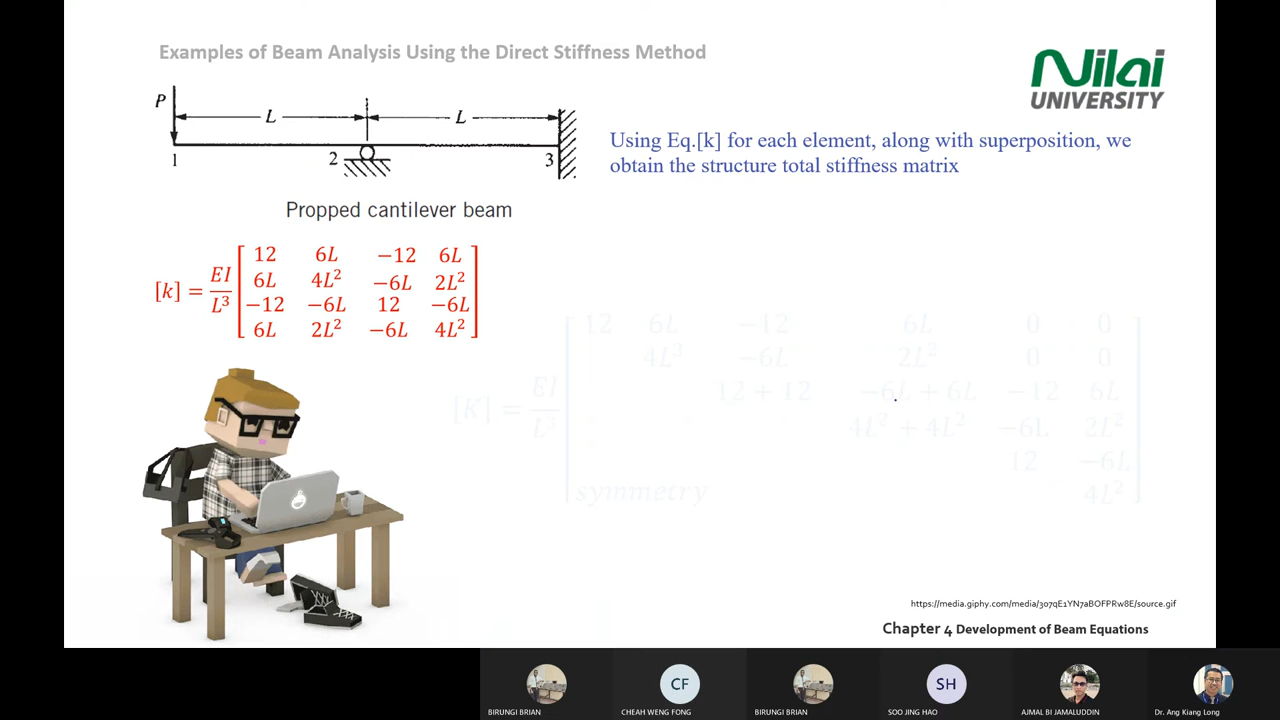 Examples of Beam Analysis Using the Direct Stiffness Method
Nilai
UNIVERSITY
P
L
L
1
2
3
Using Eq.[k] for each element, along with superposition, we
obtain the structure total stiffness matrix
Propped cantilever beam
[k] = EI/L³
12 6L −12 6L
6L 4L² −6L 2L²
−12 −6L 12 −6L
6L 2L² −6L 4L²
[K] = EI/L³
12 6L −12 6L 0 0
4L³ −6L 2L² 0 0
12 + 12 −6L + 6L −12 6L
4L² + 4L² −6L 2L²
12 −6L
symmetry 4L²
https://media.giphy.com/media/3o7qE1YN7aBOFPRw8E/source.gif
Chapter 4 Development of Beam Equations
BIRUNGI BRIAN
CF
CHEAH WENG FONG
BIRUNGI BRIAN
SH
SOO JING HAO
AJMAL BI JAMALUDDIN
Dr. Ang Kiang Long